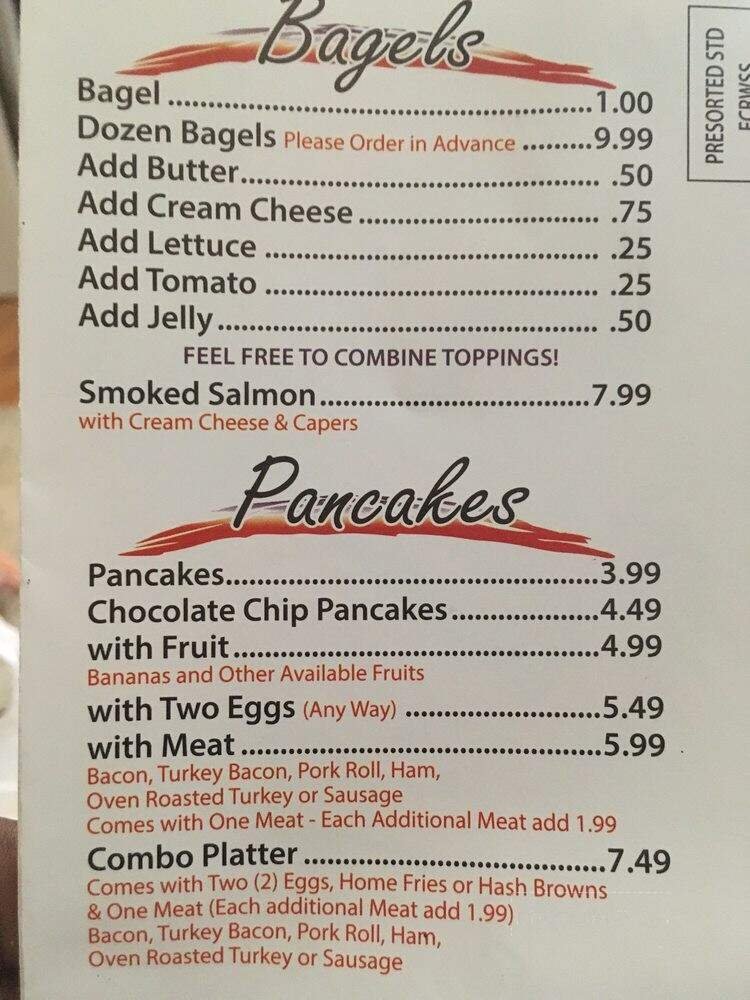 Bagels
Bagel ..........................................................1.00
Dozen Bagels Please Order in Advance .........9.99
Add Butter................................................ .50
Add Cream Cheese................................. .75
Add Lettuce ............................................. .25
Add Tomato ............................................. .25
Add Jelly................................................... .50
FEEL FREE TO COMBINE TOPPINGS!
Smoked Salmon....................................7.99
with Cream Cheese & Capers
Pancakes
Pancakes..................................................3.99
Chocolate Chip Pancakes...................4.49
with Fruit.................................................4.99
Bananas and Other Available Fruits
with Two Eggs (Any Way) .........................5.49
with Meat ...............................................5.99
Bacon, Turkey Bacon, Pork Roll, Ham,
Oven Roasted Turkey or Sausage
Comes with One Meat - Each Additional Meat add 1.99
Combo Platter .......................................7.49
Comes with Two (2) Eggs, Home Fries or Hash Browns
& One Meat (Each additional Meat add 1.99)
Bacon, Turkey Bacon, Pork Roll, Ham,
Oven Roasted Turkey or Sausage
PRESORTED STD
ECRWSS